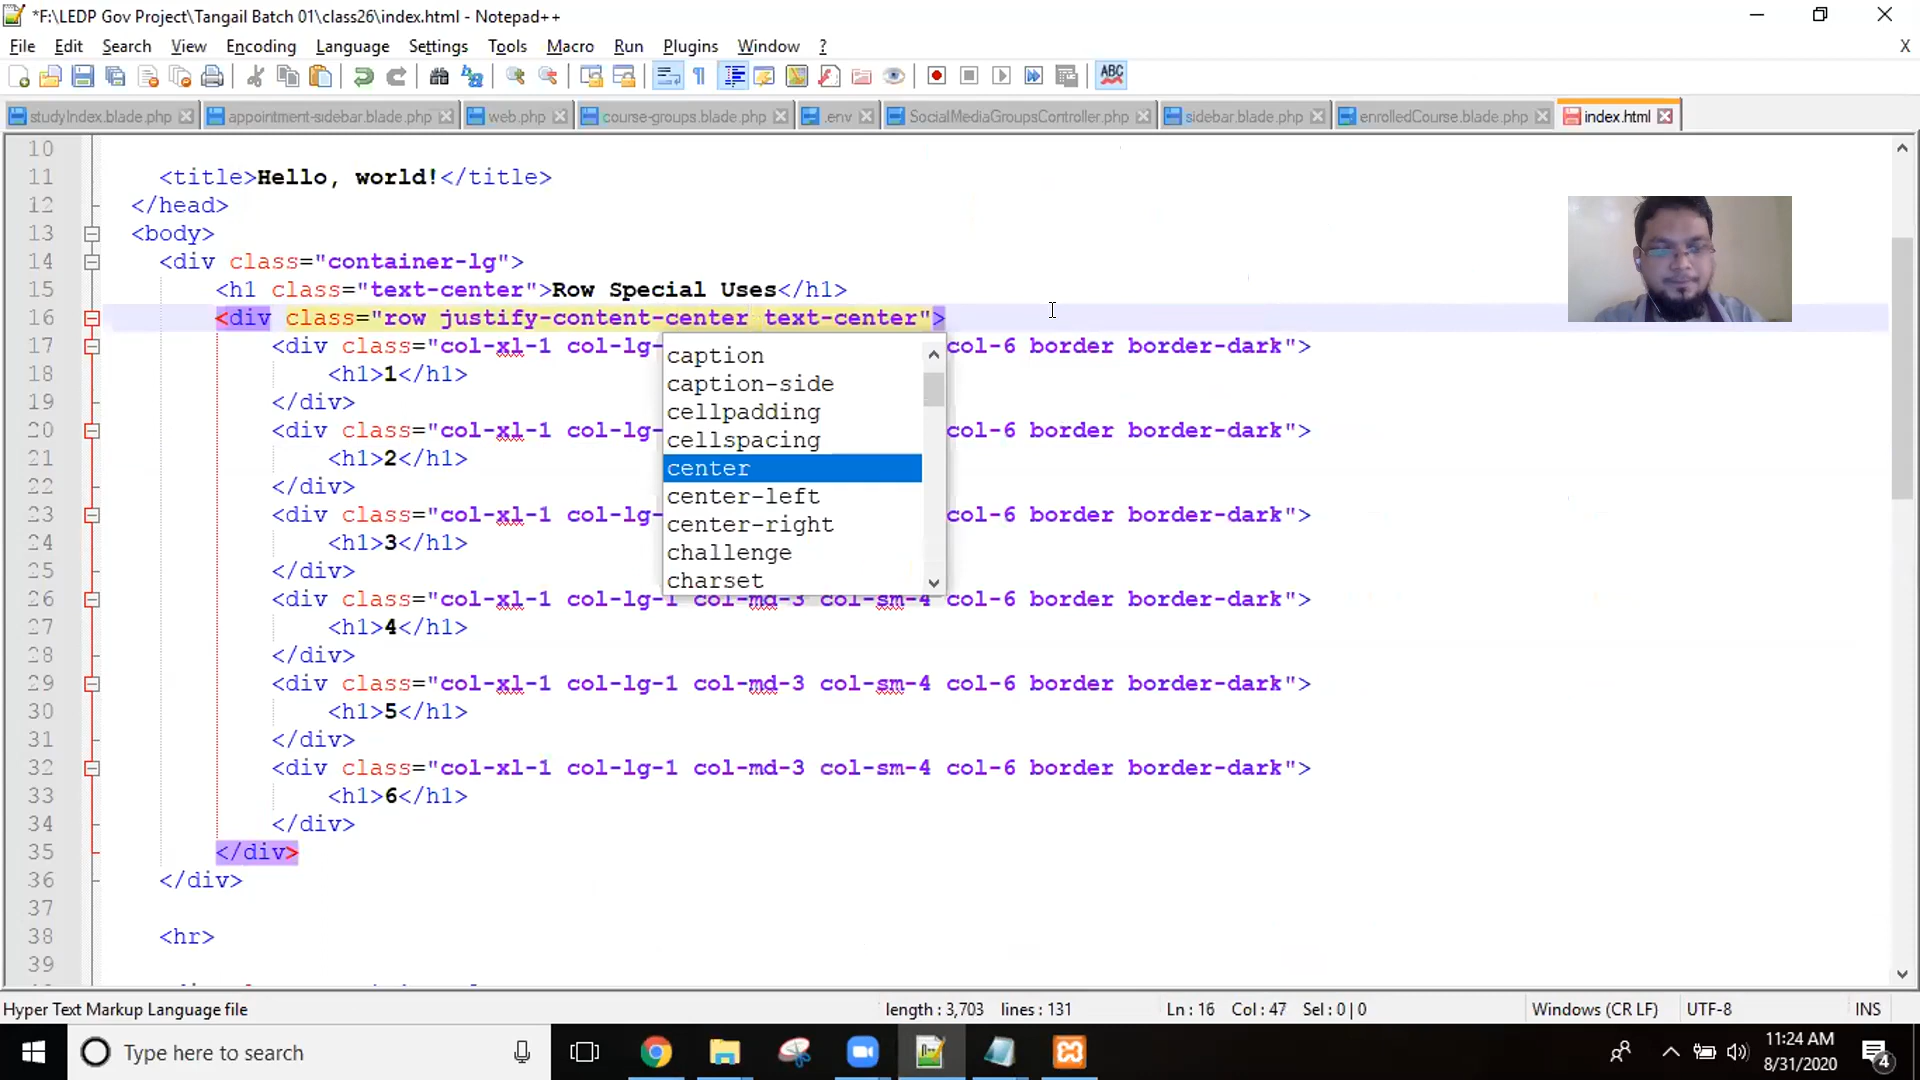 *F:\LEDP Gov Project\Tangail Batch 01\class26\index.html - Notepad++
File Edit Search View Encoding Language Settings Tools Macro Run Plugins Window ? X
ABC
studyIndex.blade.php appointment-sidebar.blade.php web.php course-groups.blade.php .env SocialMediaGroupsController.php sidebar.blade.php enrolledCourse.blade.php index.html
10
11 <title>Hello, world!</title>
12 </head>
13 <body>
14 <div class="container-lg">
15 <h1 class="text-center">Row Special Uses</h1>
16 <div class="row justify-content-center text-center">
17 <div class="col-xl-1 col-lg- col-6 border border-dark">
caption
18 <h1>1</h1>
caption-side
19 </div>
cellpadding
20 <div class="col-xl-1 col-lg- col-6 border border-dark">
cellspacing
21 <h1>2</h1>
center
22 </div>
center-left
23 <div class="col-xl-1 col-lg- col-6 border border-dark">
center-right
24 <h1>3</h1>
challenge
25 </div>
charset
26 <div class="col-xl-1 col-lg-1 col-md-3 col-sm-4 col-6 border border-dark">
27 <h1>4</h1>
28 </div>
29 <div class="col-xl-1 col-lg-1 col-md-3 col-sm-4 col-6 border border-dark">
30 <h1>5</h1>
31 </div>
32 <div class="col-xl-1 col-lg-1 col-md-3 col-sm-4 col-6 border border-dark">
33 <h1>6</h1>
34 </div>
35 </div>
36 </div>
37
38 <hr>
39
Hyper Text Markup Language file length : 3,703 lines : 131 Ln : 16 Col : 47 Sel : 0 | 0 Windows (CR LF) UTF-8 INS
Type here to search
11:24 AM
8/31/2020
4